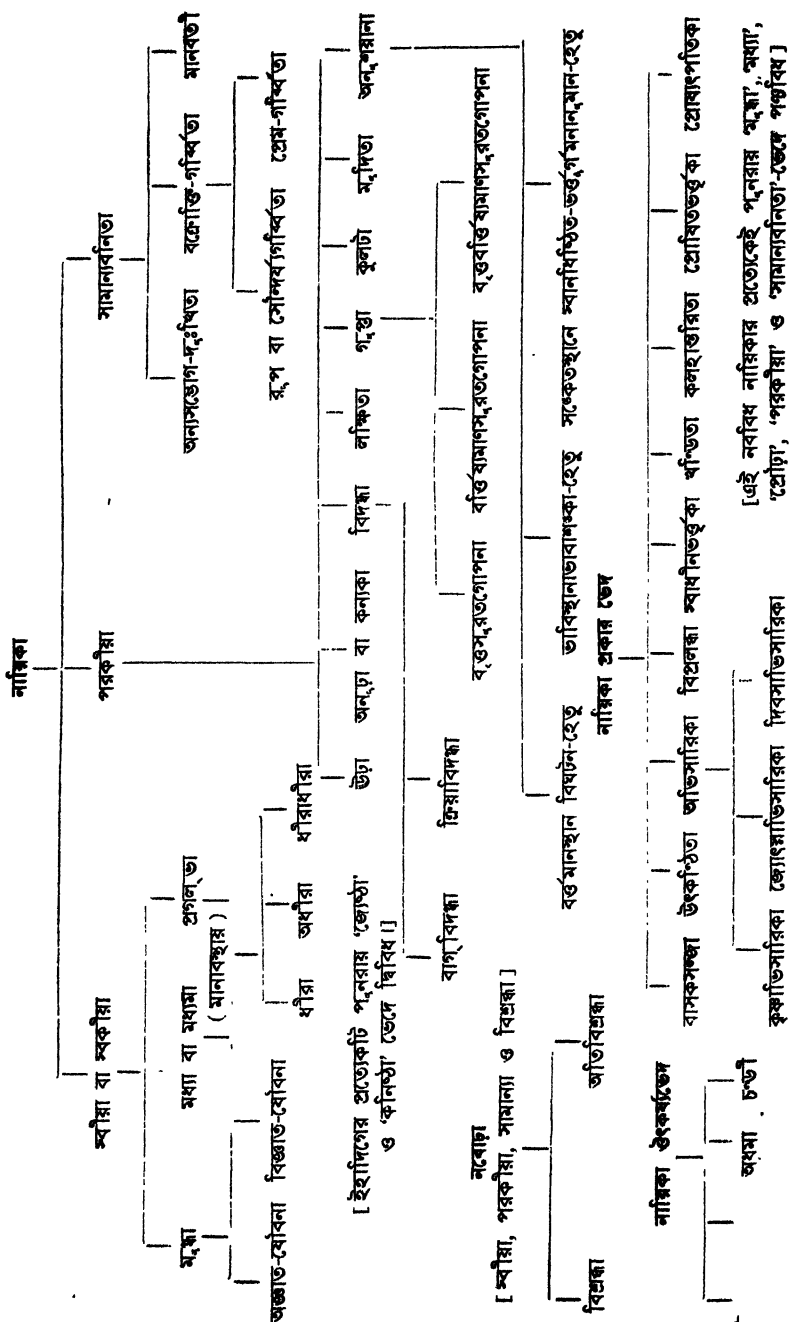 নায়িকা
স্বীয়া বা স্বকীয়া পরকীয়া সামান্যবনিতা
মুগ্ধা মধ্যা বা মধ্যমা প্রগল্‌ভা
( মানাবস্থায় )
অন্যসম্ভোগ-দুঃখিতা বক্রোক্তি-গর্ব্বিতা মানবতী
অজ্ঞাত-যৌবনা বিজ্ঞাত-যৌবনা
ধীরা অধীরা ধীরাধীরা
রূপ বা সৌন্দর্য্যগর্ব্বিতা প্রেম-গর্ব্বিতা
[ ইহাদিগের প্রত্যেকটি পুনরায় ‘জ্যেষ্ঠা’
ও ‘কনিষ্ঠা’ ভেদে দ্বিবিধ।]
ঊঢ়া অনূঢ়া বা কন্যকা বিদগ্ধা লক্ষিতা গুপ্তা কুলটা মুদিতা অনুশয়ানা
বাগ্‌বিদগ্ধা ক্রিয়াবিদগ্ধা
বৃত্তসুরতগোপনা বর্ত্তিষ্যমাণসুরতগোপনা বৃত্তবর্ত্তিষ্যমাণসুরতগোপনা
বর্ত্তমানস্থান বিঘটন-হেতু ভাবিস্থানাভাবাশঙ্কা-হেতু সঙ্কেতস্থানে স্বানধিষ্ঠিত-ভর্ত্তৃর্গমনানুমান-হেতু
নবোঢ়া
[ স্বীয়া, পরকীয়া, সামান্যা ও বিশ্রব্ধা ]
বিশ্রব্ধা অতিবিশ্রব্ধা
নায়িকা প্রকার ভেদ
বাসকসজ্জা উৎকণ্ঠিতা অভিসারিকা বিপ্রলব্ধা স্বাধীনভর্ত্তৃকা খণ্ডিতা কলহান্তরিতা প্রোষিতভর্ত্তৃকা প্রোষ্যৎপতিকা
কৃষ্ণাভিসারিকা জ্যোৎস্নাভিসারিকা দিবসাভিসারিকা
[এই নববিধ নায়িকার প্রত্যেকেই পুনরায় ‘মুগ্ধা’, ‘মধ্যা’,
‘প্রৌঢ়া’, ‘পরকীয়া’ ও ‘সামান্যবনিতা’-ভেদে পঞ্চবিধ]
নায়িকা ঔৎকর্ষ্যভেদ
অধমা চণ্ডী